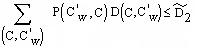 ∑ P(C'_w,C) D(C,C'_w) ≤ D̃_2
(C,C'_w)